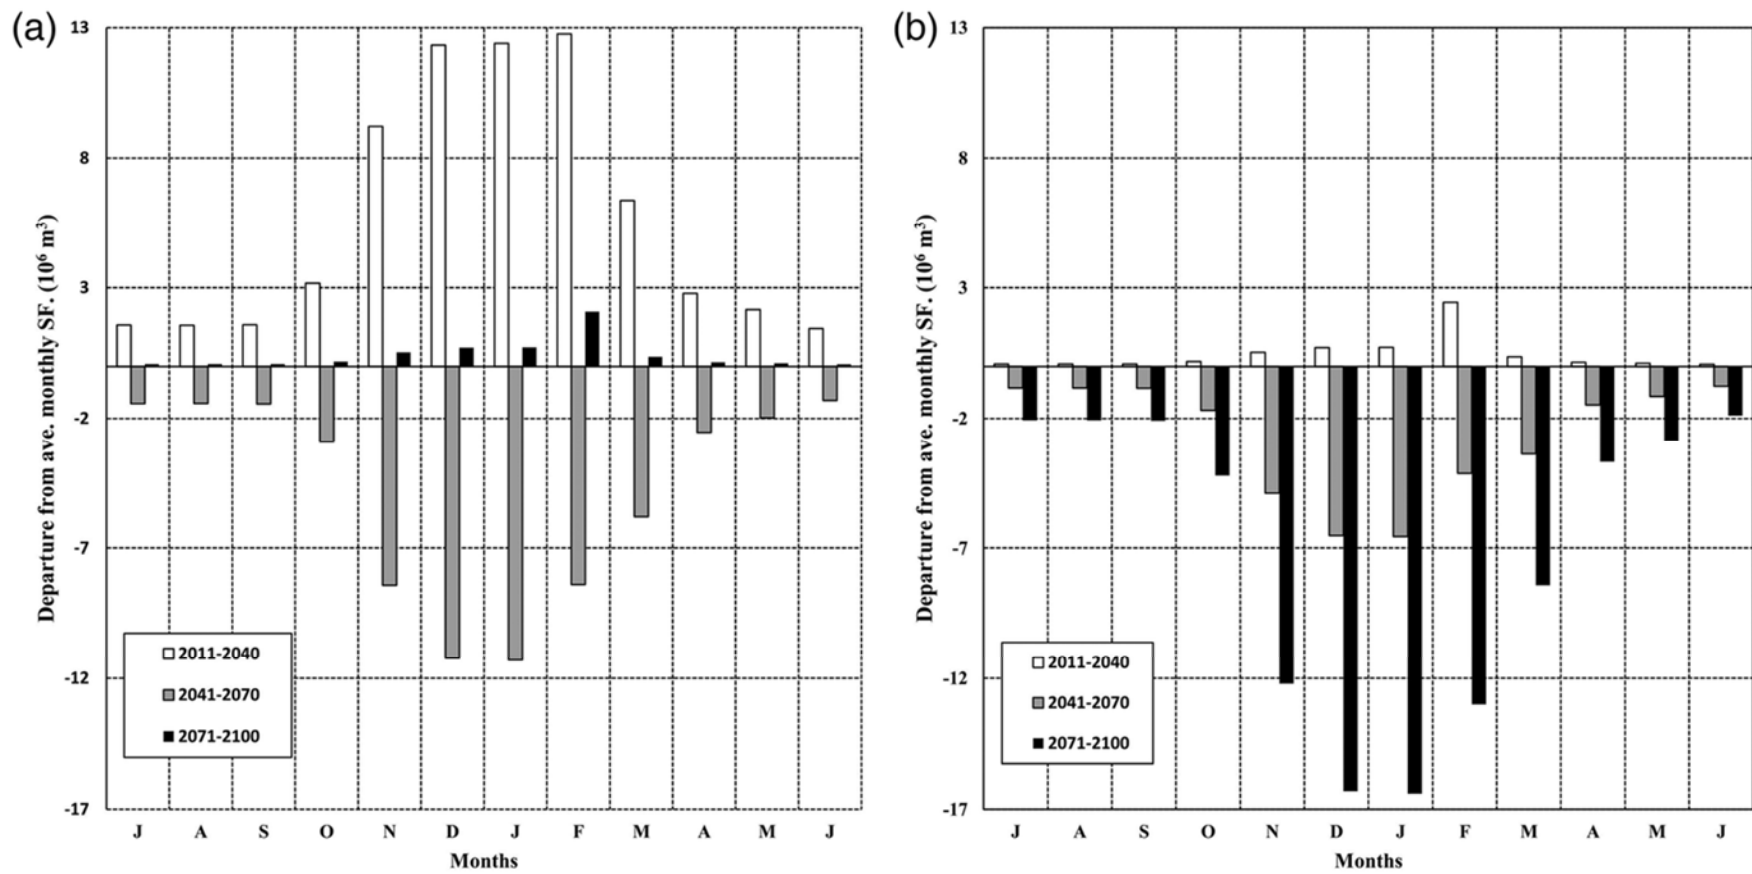 (a)
13
8
3
-2
-7
-12
-17
Departure from ave. monthly SF. (10⁶ m³)
2011-2040
2041-2070
2071-2100
J A S O N D J F M A M J
Months
(b)
13
8
3
-2
-7
-12
-17
Departure from ave. monthly SF. (10⁶ m³)
2011-2040
2041-2070
2071-2100
J A S O N D J F M A M J
Months